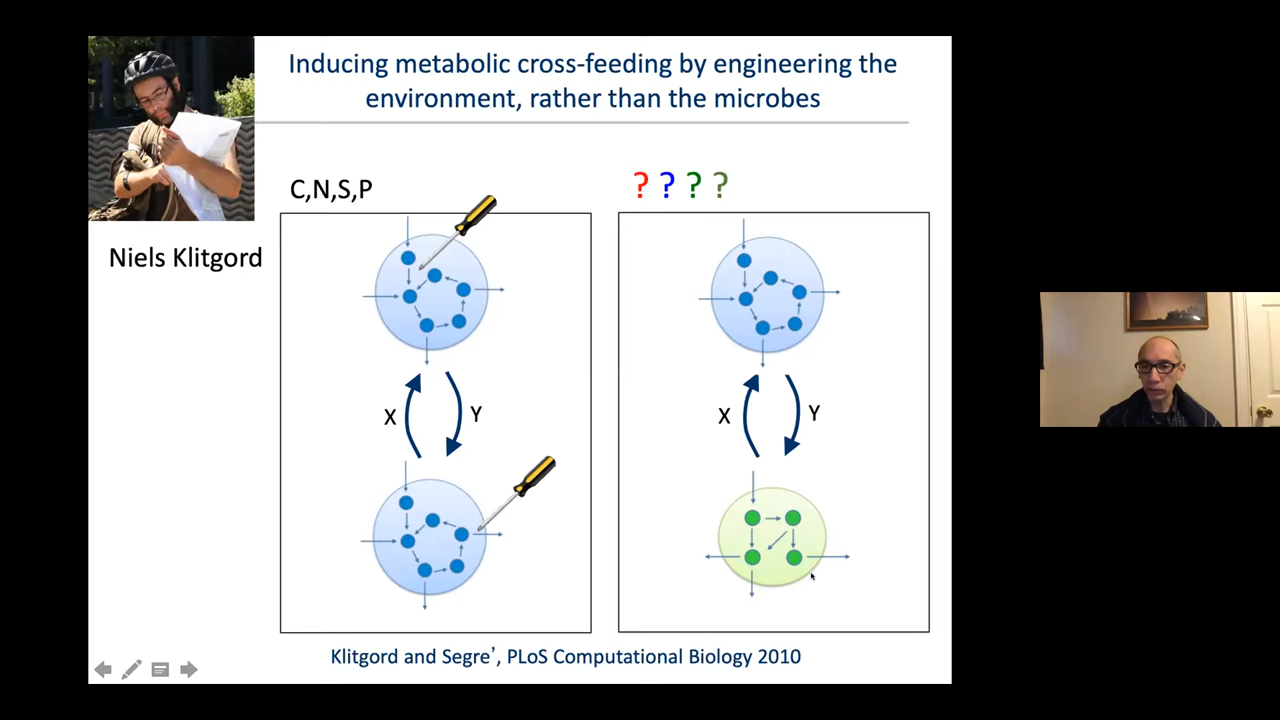 Inducing metabolic cross-feeding by engineering the
environment, rather than the microbes
C,N,S,P
? ? ? ?
Niels Klitgord
X
Y
X
Y
Klitgord and Segre’, PLoS Computational Biology 2010